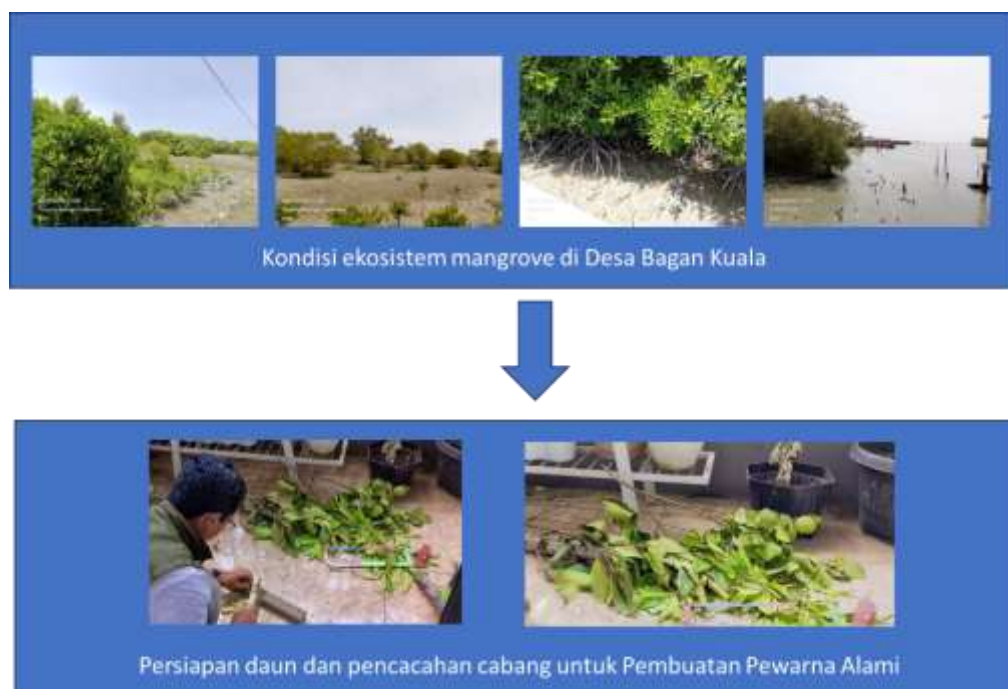 Kondisi ekosistem mangrove di Desa Bagan Kuala
Persiapan daun dan pencacahan cabang untuk Pembuatan Pewarna Alami